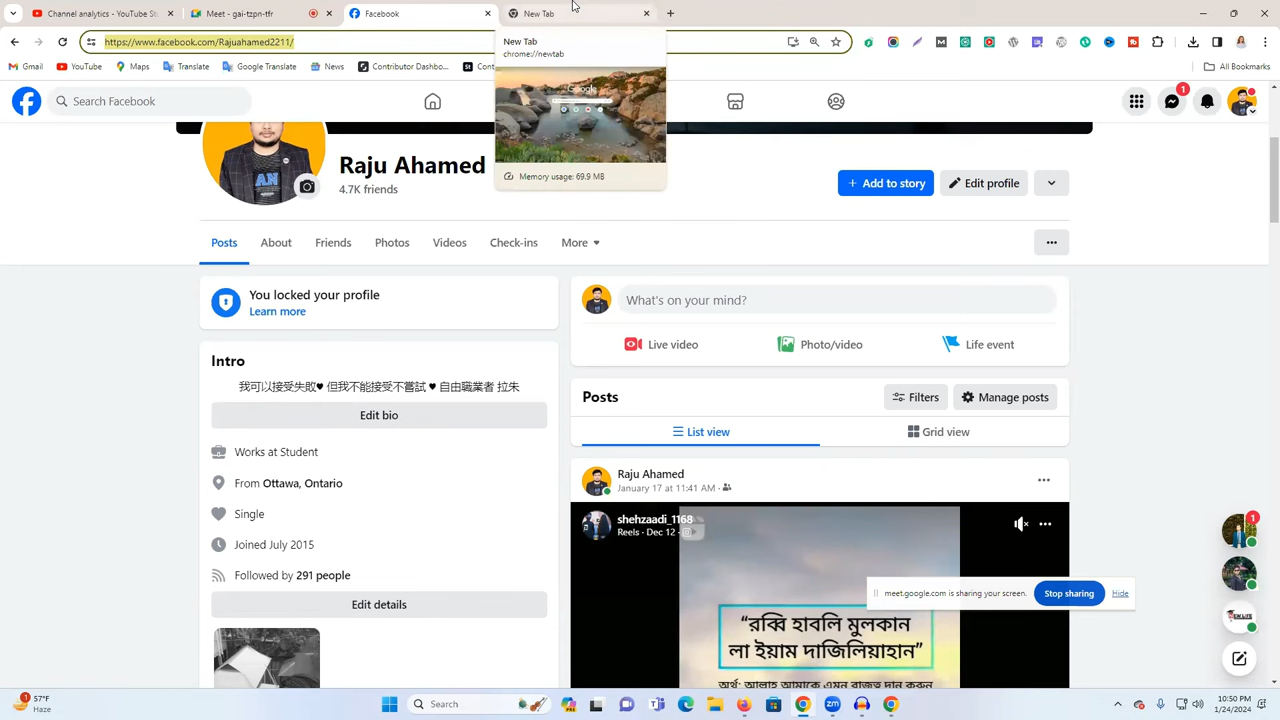 Channel content - YouTube Stu
Meet - npzn-tpn-tfr
Facebook
New Tab
https://www.facebook.com/Rajuahamed2211/
New Tab
chrome://newtab
Gmail
YouTube
Maps
Translate
Google Translate
News
Contributor Dashbo...
Cont
All Bookmarks
Google
Memory usage: 69.9 MB
Search Facebook
1
Raju Ahamed
4.7K friends
+ Add to story
Edit profile
Posts
About
Friends
Photos
Videos
Check-ins
More
You locked your profile
Learn more
What's on your mind?
Live video
Photo/video
Life event
Intro
我可以接受失敗♥ 但我不能接受不嘗試 ♥ 自由職業者 拉朱
Edit bio
Works at Student
From Ottawa, Ontario
Single
Joined July 2015
Followed by 291 people
Edit details
Posts
Filters
Manage posts
List view
Grid view
Raju Ahamed
January 17 at 11:41 AM ·
shehzaadi_1168
Reels · Dec 12 ·
“রব্বি হাবলি মুলকান
লা ইয়াম দাজিলিয়াহান”
অর্থ: আল্লাহ আমাকে এমন রাজত্ব দান করুন
meet.google.com is sharing your screen.
Stop sharing
Hide
1
1
57°F
Haze
Search
10:50 PM
1/24/2024